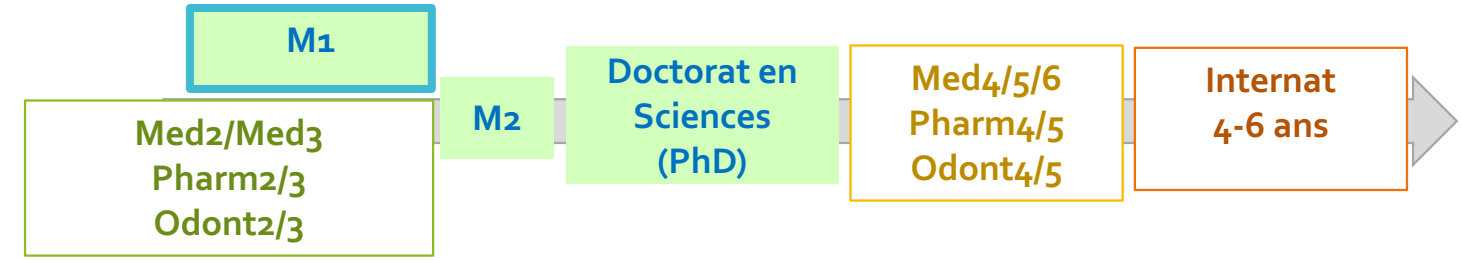 M1
Med2/Med3
Pharm2/3
Odont2/3
M2
Doctorat en
Sciences
(PhD)
Med4/5/6
Pharm4/5
Odont4/5
Internat
4-6 ans